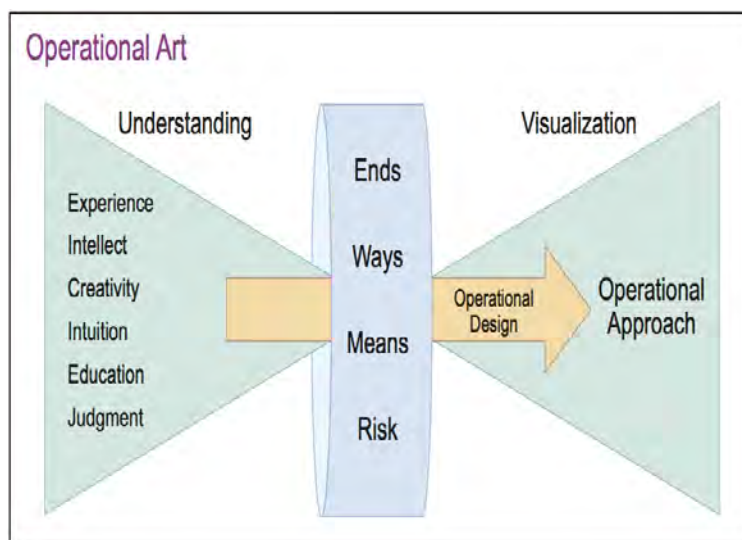 Operational Art
Understanding
Visualization
Experience
Intellect
Creativity
Intuition
Education
Judgment
Ends
Ways
Means
Risk
Operational
Design
Operational
Approach